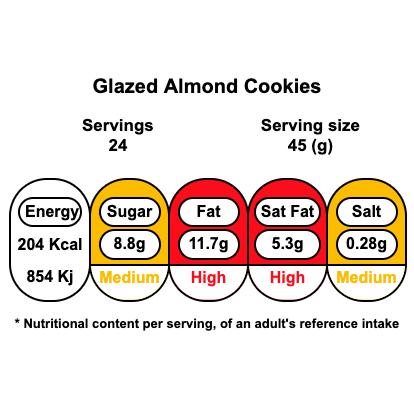 Glazed Almond Cookies
Servings
24
Serving size
45 (g)
Energy
204 Kcal
854 Kj
Sugar
8.8g
Medium
Fat
11.7g
High
Sat Fat
5.3g
High
Salt
0.28g
Medium
* Nutritional content per serving, of an adult's reference intake